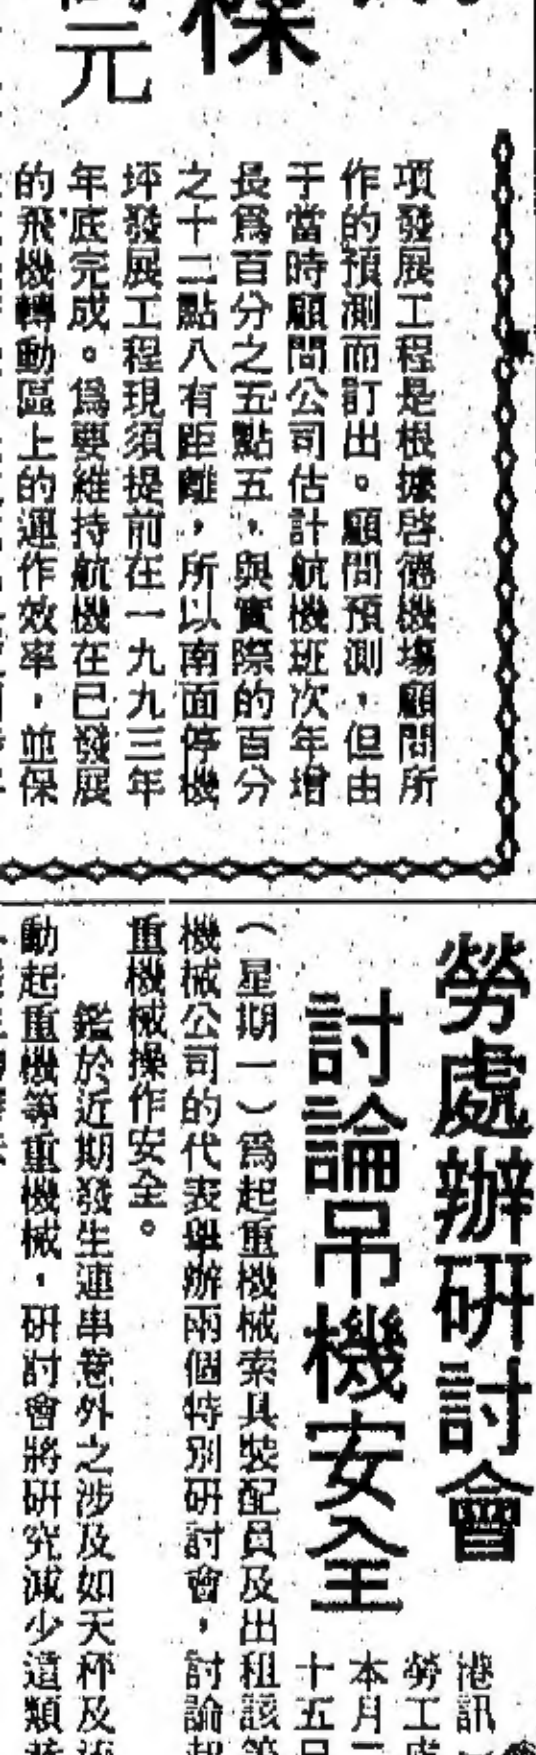 元
項發展工程是根據啓德機場顧問所
作的預測而訂出。顧問預測，但由
于當時顧問公司估計航機班次年增
長爲百分之五點五，與實際的百分
之十二點八有距離，所以南面停機
坪發展工程現須提前在一九九三年
年底完成。爲要維持航機在已發展
的飛機轉動區上的運作效率，並保
勞處辦研討會
討論吊機安全
港訊
勞工處
本月
十五日
（星期一）爲起重機械索具裝配員及出租該等
機械公司的代表舉辦兩個特別研討會，討論起
重機械操作安全。
鑑於近期發生連串意外之涉及如天秤及
動起重機等重機械，研討會將研究減少這類